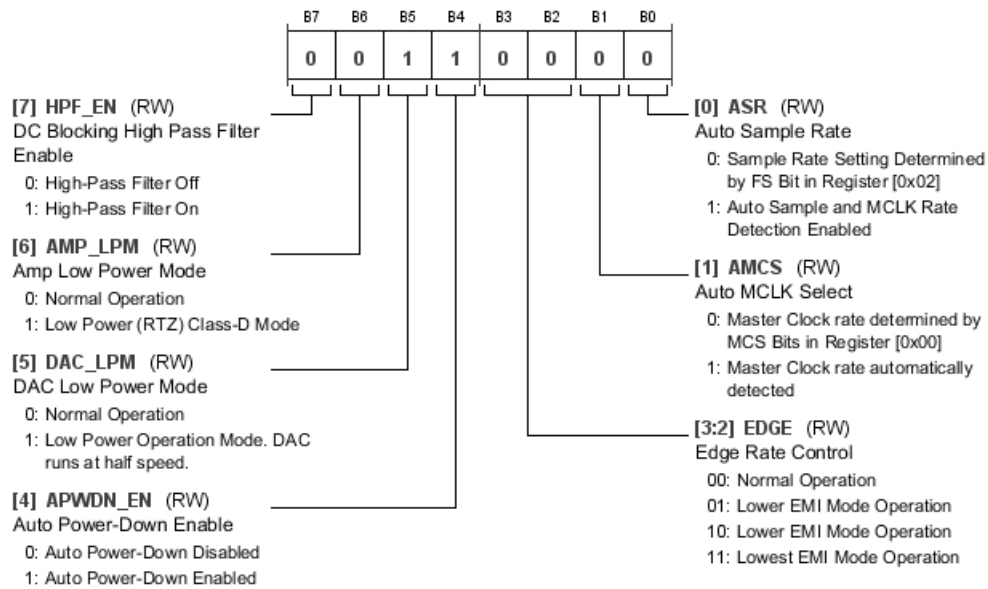 B7 B6 B5 B4 B3 B2 B1 B0
0 0 1 1 0 0 0 0
[7] HPF_EN (RW)
DC Blocking High Pass Filter
Enable
0: High-Pass Filter Off
1: High-Pass Filter On
[6] AMP_LPM (RW)
Amp Low Power Mode
0: Normal Operation
1: Low Power (RTZ) Class-D Mode
[5] DAC_LPM (RW)
DAC Low Power Mode
0: Normal Operation
1: Low Power Operation Mode. DAC
runs at half speed.
[4] APWDN_EN (RW)
Auto Power-Down Enable
0: Auto Power-Down Disabled
1: Auto Power-Down Enabled
[0] ASR (RW)
Auto Sample Rate
0: Sample Rate Setting Determined
by FS Bit in Register [0x02]
1: Auto Sample and MCLK Rate
Detection Enabled
[1] AMCS (RW)
Auto MCLK Select
0: Master Clock rate determined by
MCS Bits in Register [0x00]
1: Master Clock rate automatically
detected
[3:2] EDGE (RW)
Edge Rate Control
00: Normal Operation
01: Lower EMI Mode Operation
10: Lower EMI Mode Operation
11: Lowest EMI Mode Operation